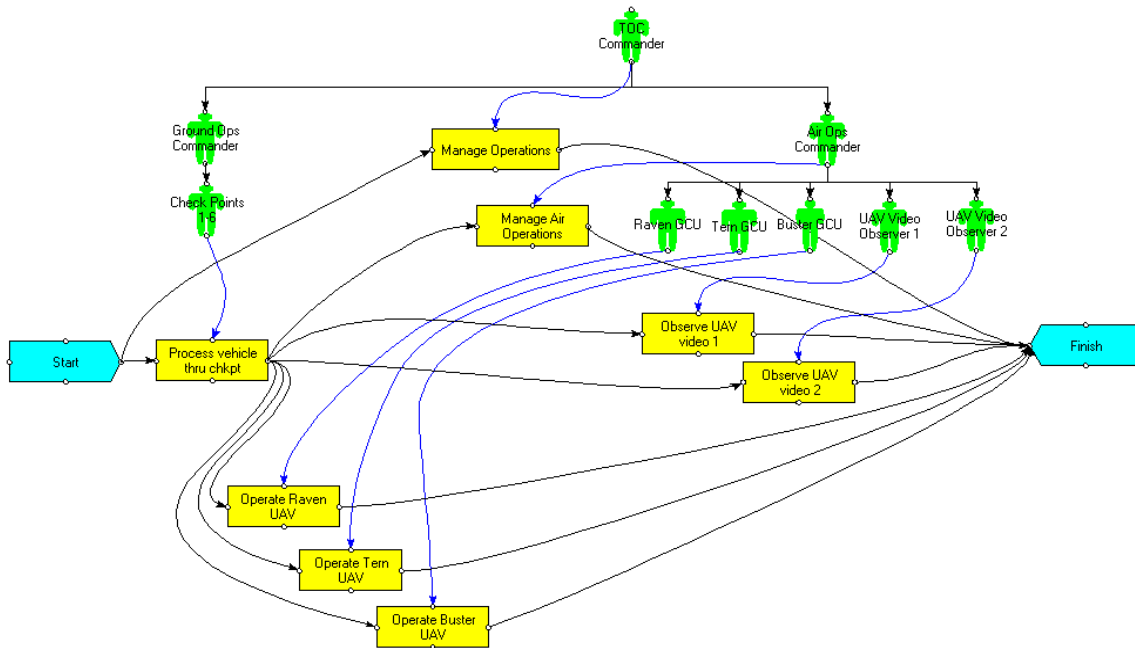 TOC
Commander
Ground Ops
Commander
Manage Operations
Air Ops
Commander
Check Points
1-6
Manage Air
Operations
Raven GCU
Tern GCU
Buster GCU
UAV Video
Observer 1
UAV Video
Observer 2
Start
Process vehicle
thru chkpt
Observe UAV
video 1
Observe UAV
video 2
Finish
Operate Raven
UAV
Operate Tern
UAV
Operate Buster
UAV